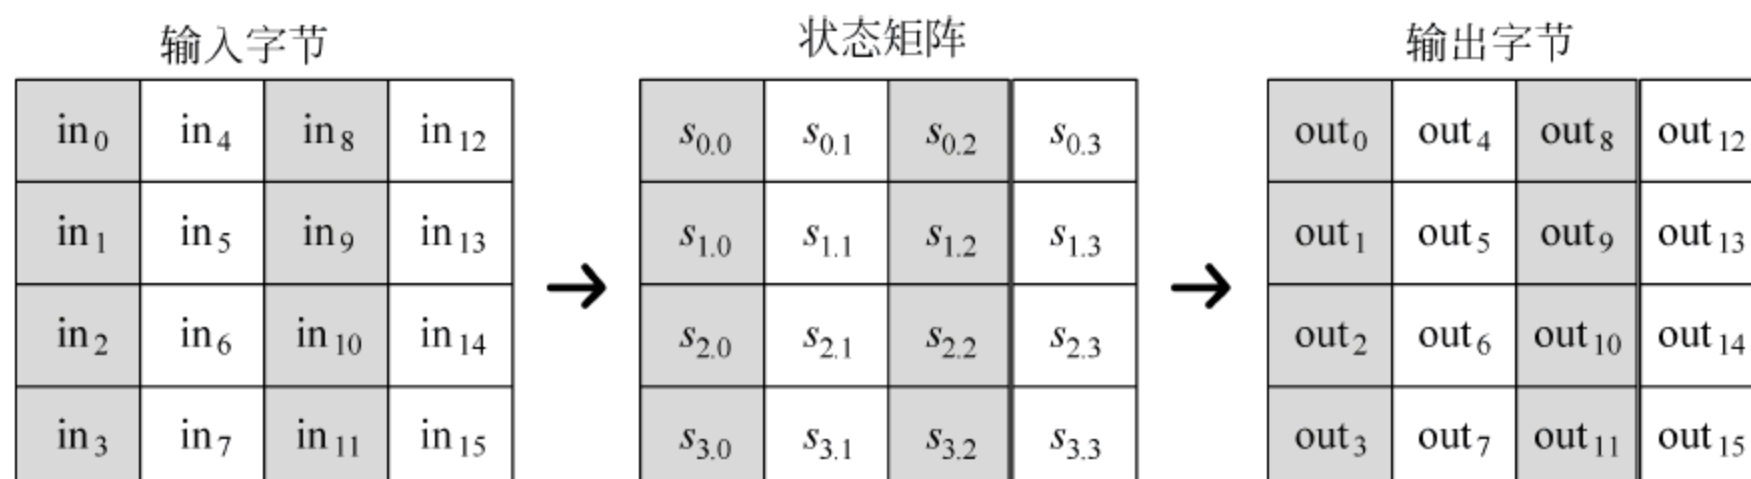 输入字节 状态矩阵 输出字节
in0 in4 in8 in12 s0.0 s0.1 s0.2 s0.3 out0 out4 out8 out12
in1 in5 in9 in13 s1.0 s1.1 s1.2 s1.3 out1 out5 out9 out13
in2 in6 in10 in14 s2.0 s2.1 s2.2 s2.3 out2 out6 out10 out14
in3 in7 in11 in15 s3.0 s3.1 s3.2 s3.3 out3 out7 out11 out15